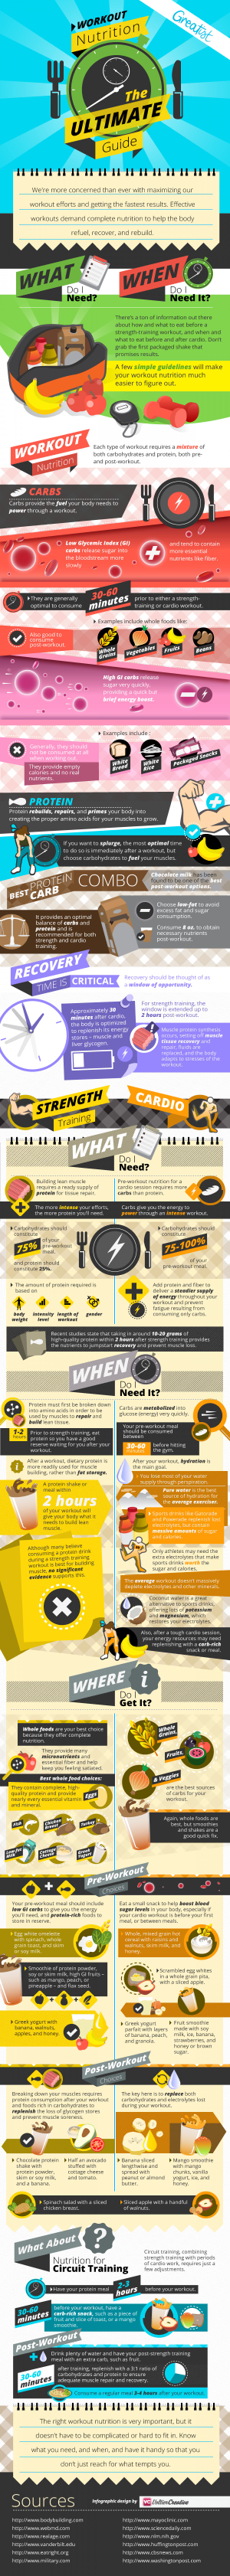 Greatist
WORKOUT
Nutrition
The
ULTIMATE
Guide
We're more concerned than ever with maximizing our
workout efforts and getting the fastest results. Effective
workouts demand complete nutrition to help the body
refuel, recover, and rebuild.
WHAT
Do I
Need?
WHEN
Do I
Need It?
There's a ton of information out there
about how and what to eat before a
strength-training workout, and when and
what to eat before and after cardio. Don't
grab the first packaged shake that
promises results.
A few simple guidelines will make
your workout nutrition much
easier to figure out.
WORKOUT
Nutrition
Each type of workout requires a mixture of
both carbohydrates and protein, both pre-
and post-workout.
CARBS
Carbs provide the fuel your body needs to
power through a workout.
Low Glycemic Index (GI)
carbs release sugar into
the bloodstream more
slowly
and tend to contain
more essential
nutrients like fiber.
They are generally
optimal to consume
30-60
minutes
prior to either a strength-
training or cardio workout.
Also good to
consume
post-workout
Examples include whole foods like:
Whole
Grains
Vegetables
Fruits
Beans
High GI carbs release
sugar very quickly,
providing a quick but
brief energy boost.
Generally, they should
not be consumed at all
when working out.
They provide empty
calories and no real
nutrients.
Examples include:
White
Bread
White
Rice
Packaged Snacks
PROTEIN
Protein rebuilds, repairs, and primes your body into
creating the proper amino acids for your muscles to grow.
If you want to splurge, the most optimal time
to do so is immediately after a workout, but
choose carbohydrates to fuel your muscles.
BEST
PROTEIN
CARB
COMBO
Chocolate milk has been
found to be one of the best
post-workout options.
It provides an optimal
balance of carbs and
protein and is
recommended for both
strength and cardio
training.
Choose low-fat to avoid
excess fat and sugar
consumption.
Consume 8 oz. to obtain
necessary nutrients
post-workout.
RECOVERY
TIME IS CRITICAL
Recovery should be thought of as
a window of opportunity.
Approximately 30
minutes after cardio,
the body is optimized
to replenish its energy
stores - muscle and
liver glycogen.
For strength training, the
window is extended up to
2 hours post-workout.
Muscle protein synthesis
occurs, setting off muscle
tissue recovery and
repair, fluids are
replaced, and the body
adapts to stresses of the
workout.
STRENGTH
Training
CARDIO
WHAT
Do I
Need?
Building lean muscle
requires a ready supply of
protein for tissue repair.
Pre-workout nutrition for a
cardio session requires more
carbs than protein.
The more intense your efforts,
the more protein you'll need.
Carbs give you the energy to
power through an intense workout.
Carbohydrates should
constitute
75%
of your
pre-workout
meal
and protein should
constitute 25%.
Carbohydrates should
constitute
75-100%
of your
pre-workout meal.
The amount of protein required is
based on
body
weight
intensity
level
length of
workout
gender
Add protein and fiber to
deliver a steadier supply
of energy throughout your
workout and prevent
fatigue resulting from
consuming only carbs.
Recent studies state that taking in around 10-20 grams of
high-quality protein within 2 hours after strength training provides
the nutrients to jumpstart recovery and prevent muscle loss.
WHEN
Do I
Need It?
Protein must first be broken down
into amino acids in order to be
used by muscles to repair and
build lean tissue.
Carbs are metabolized into
glucose (energy) very quickly.
1-2
hours
Prior to strength training, eat
protein so you have a good
reserve waiting for you after your
workout.
Your pre-workout meal
should be consumed
between
30-60
minutes
before hitting
the gym.
After a workout, dietary protein is
more readily used for muscle
building, rather than fat storage.
After your workout, hydration is
the main goal.
You lose most of your water
supply through perspiration.
A protein shake or
meal within
hours
of your workout will
give your body what it
needs to build lean
muscle.
Pure water is the best
source of hydration for
the average exerciser.
Although many believe
consuming a protein drink
during a strength training
workout is best for building
muscle, no significant
evidence supports this.
Only athletes may need the
extra electrolytes that make
sports drinks worth the
sugar and calories.
The average workout doesn't massively
deplete electrolytes and other minerals.
Coconut water is a great
alternative to sports drinks,
offering lots of potassium
and magnesium, which
replenishes your electrolytes.
Also, after a tough cardio session,
your energy resources may need
replenishing with a carb-rich
snack or meal.
WHERE
Do I
Get It?
Whole foods are your best choice
because they offer complete
nutrition.
They provide many
micronutrients and
essential fiber and help
keep you feeling satisfied.
Best whole food choices:
They contain complete, high-
quality protein and provide
nearly every essential vitamin
and mineral.
Eggs
Fish
Chicken
Breast
Turkey
Low-fat
Milk
Cottage
Cheese
Greek
Yogurt
Whole
Grains,
Fruits,
& Veggies
are the best sources
of carbs for your
workout.
Again, whole foods are
best, but smoothies
and shakes are a
good quick fix.
Pre-Workout
Choices
Your pre-workout meal should include
low GI carbs to give you the energy
you'll need, and protein-rich foods to
store in reserve.
Eat a small snack to help boost blood
sugar levels in your body, especially if
your cardio workout is before your first
meal, or between meals.
Egg white omelette
with spinach, whole
grain toast, and skim
or soy milk.
Whole, mixed grain hot
cereal with raisins and
walnuts, skim milk, and
honey.
Smoothie of protein powder,
soy or skim milk, high GI fruits -
such as mango, peach, or
pineapple - and flax seed.
Scrambled egg whites
in a whole grain pita,
with a sliced apple.
Greek yogurt with
banana, walnuts,
apples, and honey.
Greek yogurt
parfait with layers
of banana, peach,
and granola.
Fruit smoothie
made with soy
milk, ice, banana,
strawberries, and
honey or brown
sugar.
Post-Workout
Choices
Breaking down your muscles requires
protein consumption after your workout
and foods rich in carbohydrates to
replenish the loss of glycogen stores
and prevent muscle soreness.
The key here is to replace both
carbohydrates and electrolytes lost
during your workout.
Chocolate protein
shake with
protein powder,
skim or soy milk,
and a banana.
Half an avocado
stuffed with
cottage cheese
and tomato.
Banana sliced
lengthwise and
spread with
peanut or almond
butter.
Mango smoothie
with mango
chunks, vanilla
yogurt, ice, and
honey.
Spinach salad with a sliced
chicken breast.
Sliced apple with a handful
of walnuts.
What About
Nutrition for
Circuit Training
Circuit training, combining
strength training with periods
of cardio work, requires just a
few adjustments.
Have your protein meal
2-3
hours
before your workout.
30-60
minutes
before your workout, have a
carb-rich snack, such as a piece of
fruit and slice of toast, or a mango
smoothie.
Post-Workout
Drink plenty of water and have your post-strength training
meal with an extra carb, such as fruit.
30-60
minutes
after training, replenish with a 3:1 ratio of
carbohydrates and protein to ensure
adequate muscle repair and recovery.
Consume a regular meal 3-4 hours after your workout.
The right workout nutrition is very important, but it
doesn't have to be complicated or hard to fit in. Know
what you need, and when, and have it handy so that you
don't just reach for what tempts you.
Sources
Infographic design by
http://www.bodybuilding.com
http://www.webmd.com
http://www.realage.com
http://www.vanderbilt.edu
http://www.eatright.org
http://www.military.com
http://www.mayoclinic.com
http://www.sciencedaily.com
http://www.nlm.nih.gov
http://www.huffingtonpost.com
http://www.cbsnews.com
http://www.washingtonpost.com